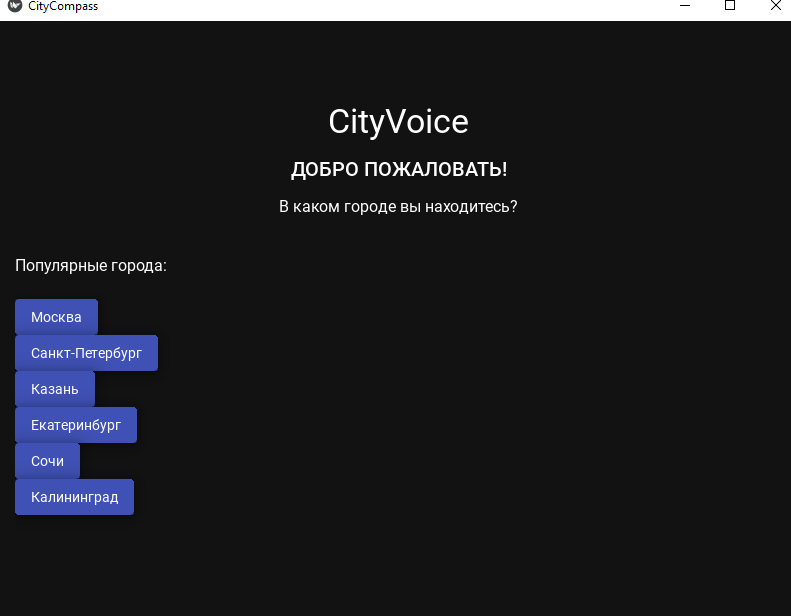 CityCompass
CityVoice
ДОБРО ПОЖАЛОВАТЬ!
В каком городе вы находитесь?
Популярные города:
Москва
Санкт-Петербург
Казань
Екатеринбург
Сочи
Калининград